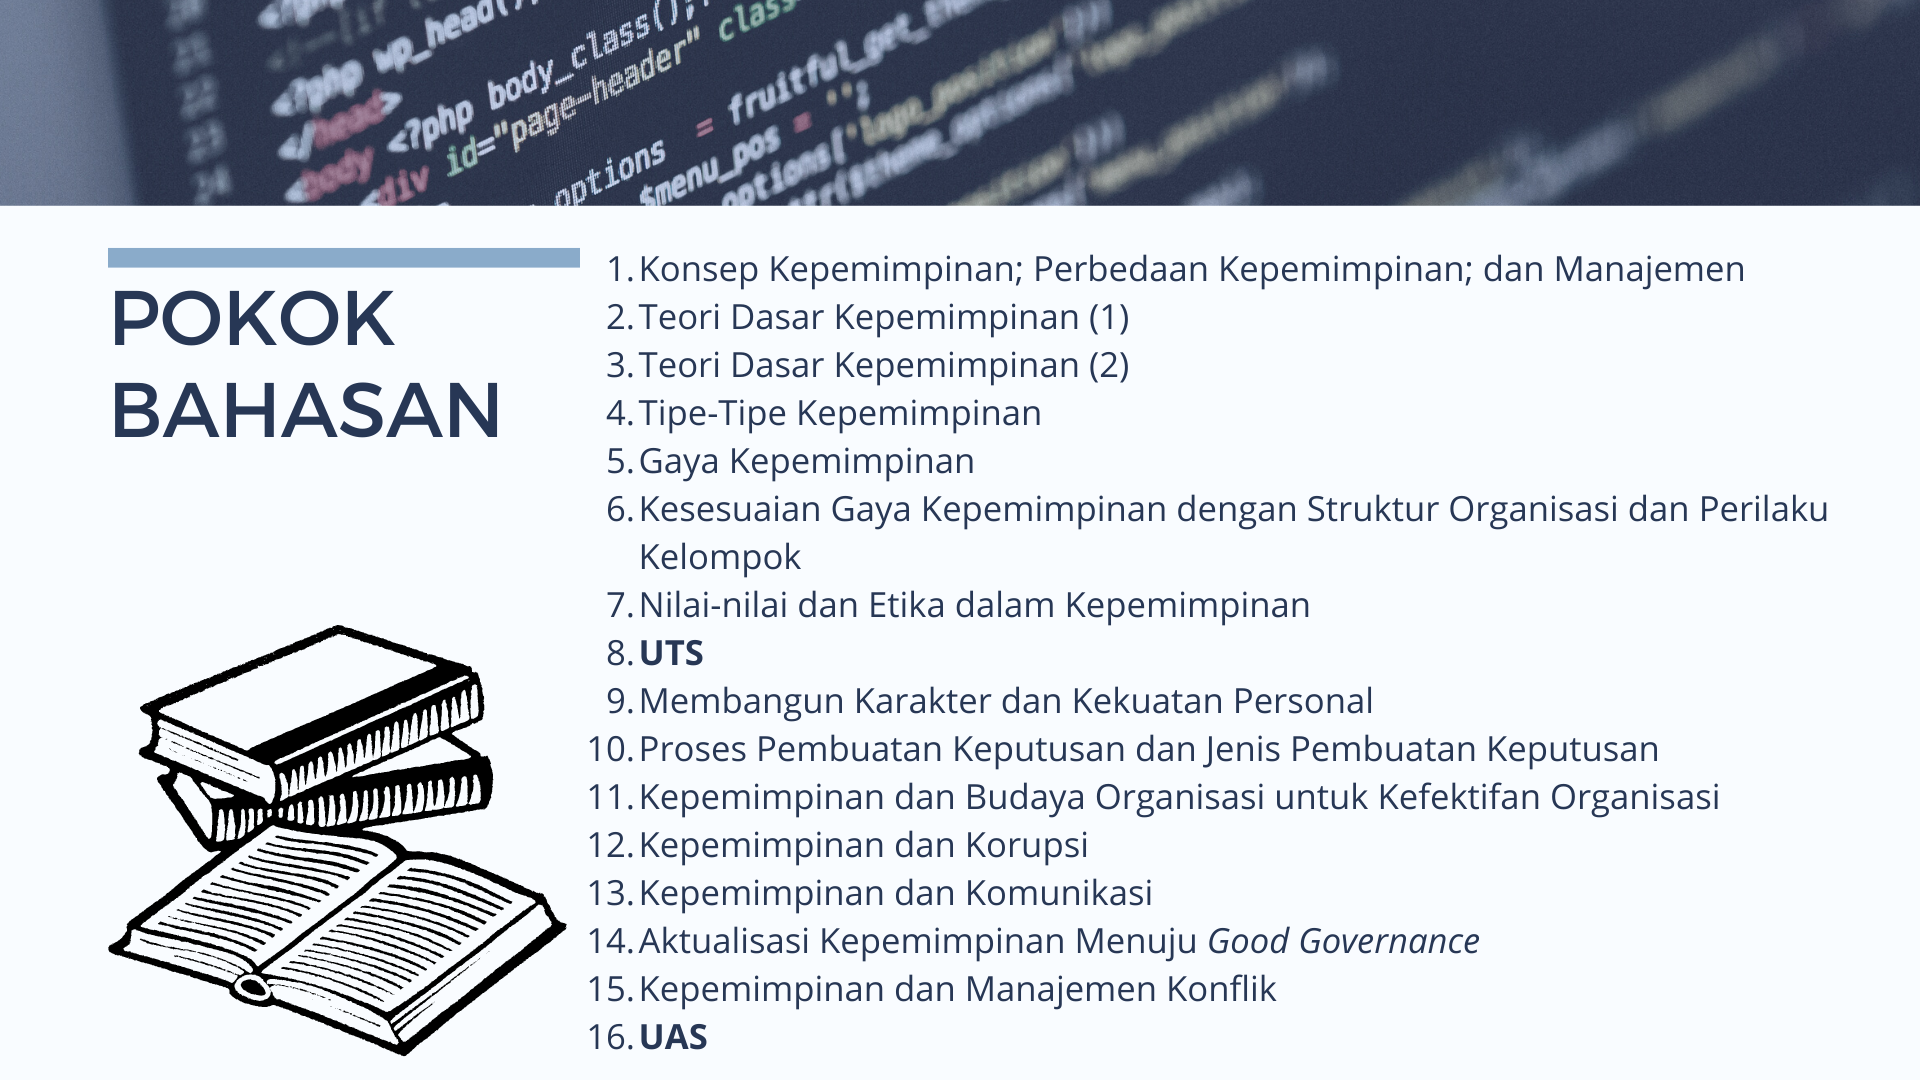 <?php wp_head();
</head>
<body <?php body_class();
<div id="page-header" class
options = fruitful_get_
$menu_pos = '';
options['logo_position']
POKOK
BAHASAN
1. Konsep Kepemimpinan; Perbedaan Kepemimpinan; dan Manajemen
2. Teori Dasar Kepemimpinan (1)
3. Teori Dasar Kepemimpinan (2)
4. Tipe-Tipe Kepemimpinan
5. Gaya Kepemimpinan
6. Kesesuaian Gaya Kepemimpinan dengan Struktur Organisasi dan Perilaku
Kelompok
7. Nilai-nilai dan Etika dalam Kepemimpinan
8. UTS
9. Membangun Karakter dan Kekuatan Personal
10. Proses Pembuatan Keputusan dan Jenis Pembuatan Keputusan
11. Kepemimpinan dan Budaya Organisasi untuk Kefektifan Organisasi
12. Kepemimpinan dan Korupsi
13. Kepemimpinan dan Komunikasi
14. Aktualisasi Kepemimpinan Menuju Good Governance
15. Kepemimpinan dan Manajemen Konflik
16. UAS